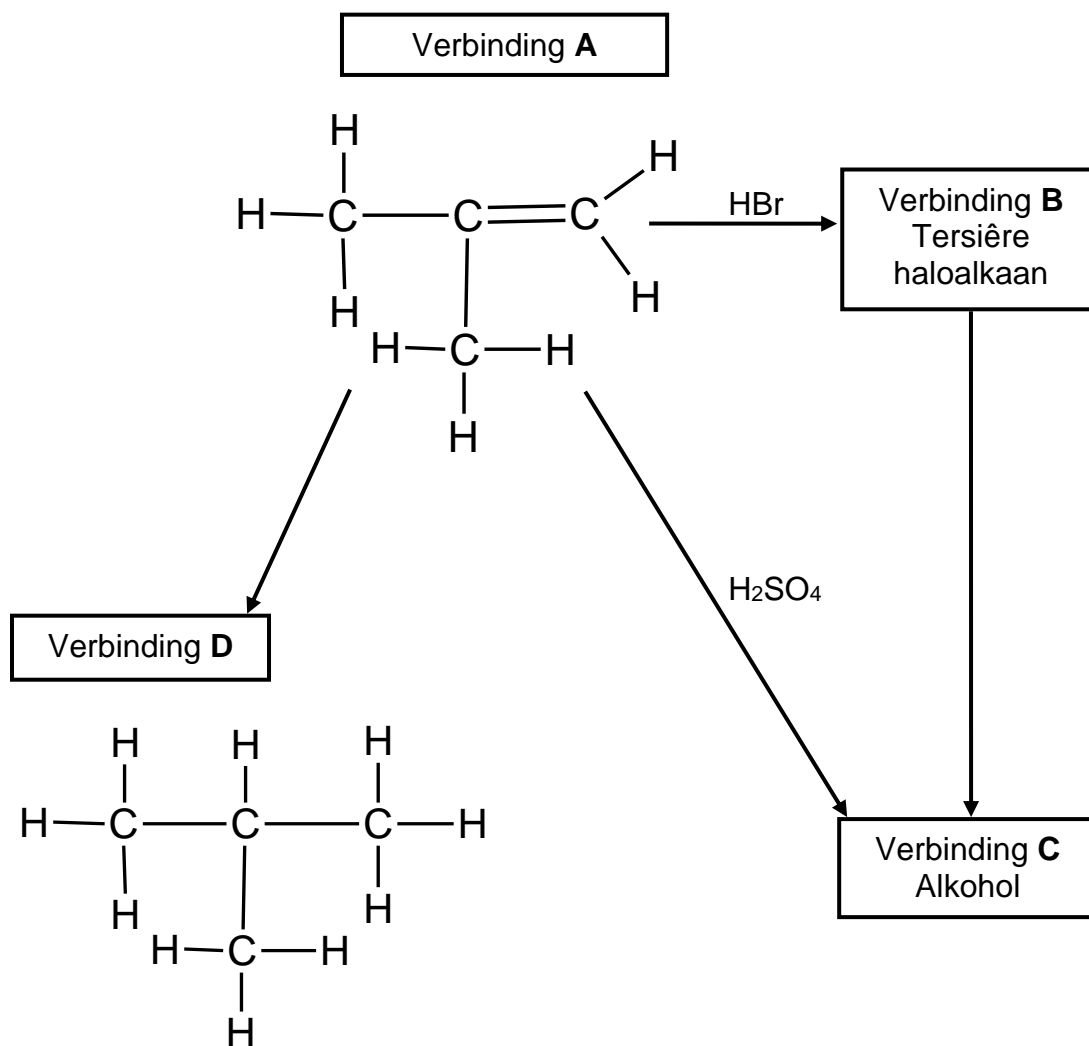 Verbinding A
H
H
H C C C
HBr
Verbinding B
Tersiêre
haloalkaan
H
H
H C H
H
H2SO4
Verbinding D
H H H
H C C C H
H H
H C H
H
Verbinding C
Alkohol